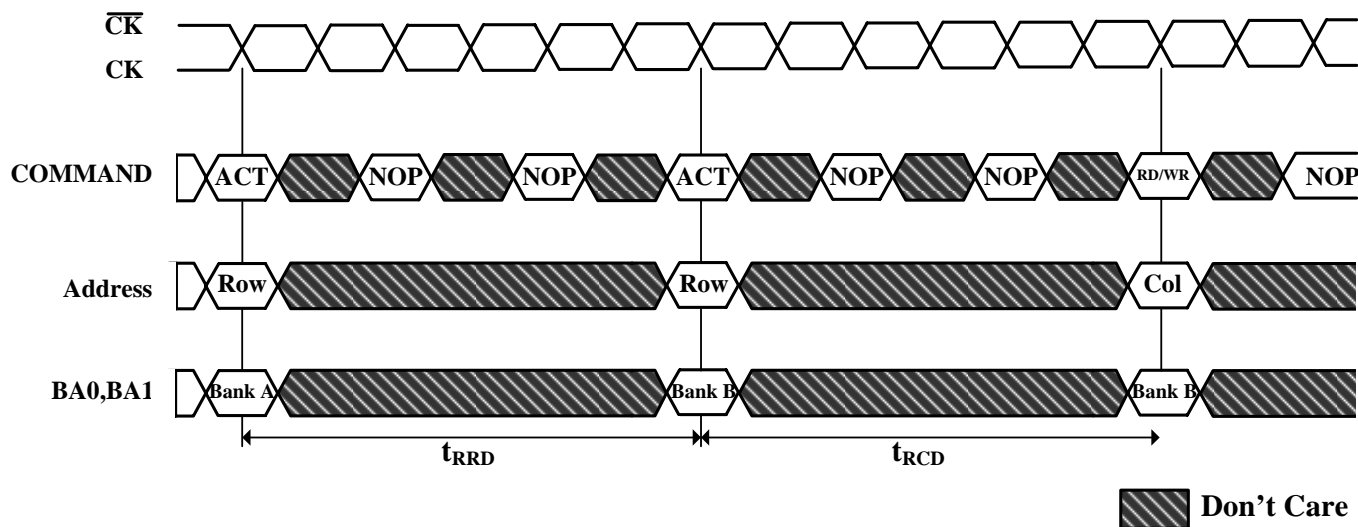 CK
CK
COMMAND ACT NOP NOP ACT NOP NOP RD/WR NOP
Address Row Row Col
BA0,BA1 Bank A Bank B Bank B
tRRD tRCD
Don't Care